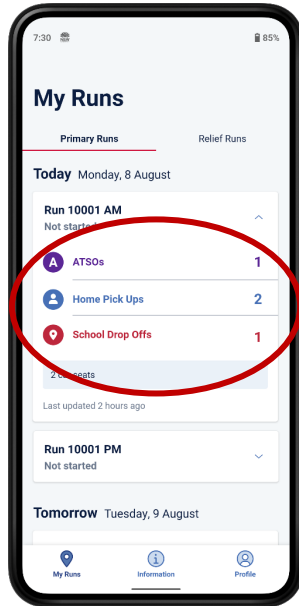 7:30 85%
My Runs
Primary Runs Relief Runs
Today Monday, 8 August
Run 10001 AM
Not started
A ATSOs 1
Home Pick Ups 2
School Drop Offs 1
2 seats
Last updated 2 hours ago
Run 10001 PM
Not started
Tomorrow Tuesday, 9 August
My Runs Information Profile